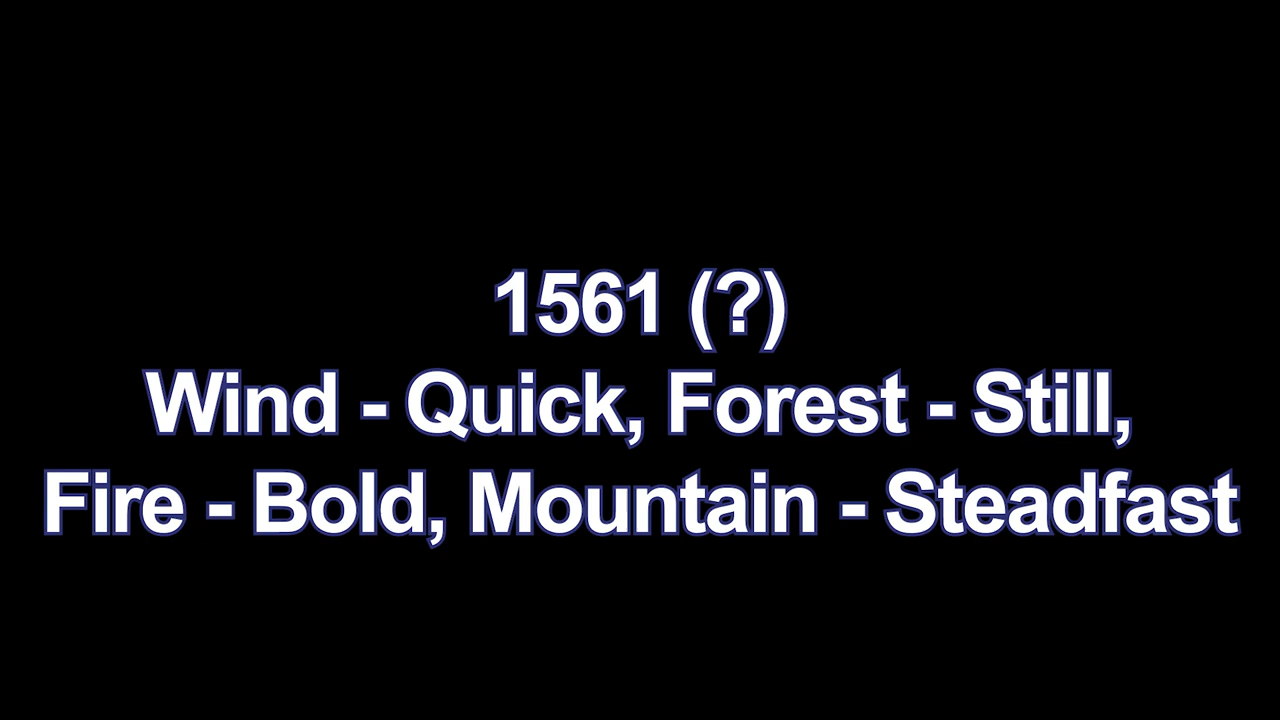 1561 (?)
Wind - Quick, Forest - Still,
Fire - Bold, Mountain - Steadfast